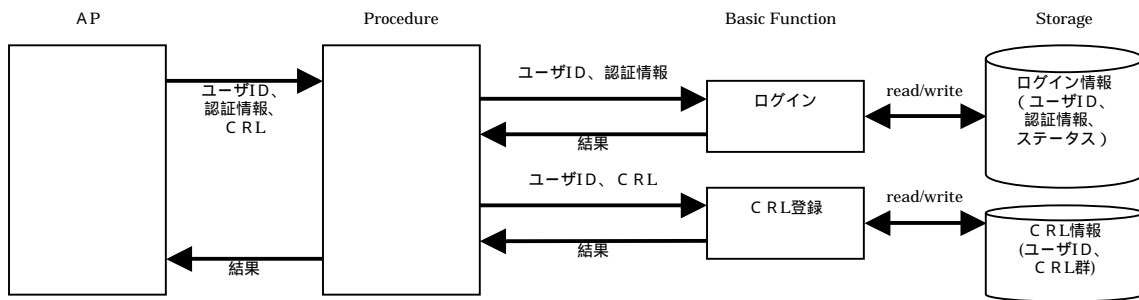 AP
Procedure
Basic Function
Storage
ユーザID、
認証情報、
CRL
ユーザID、認証情報
ログイン
read/write
ログイン情報
(ユーザID、
認証情報、
ステータス)
結果
ユーザID、CRL
CRL登録
read/write
CRL情報
(ユーザID、
CRL群)
結果
結果